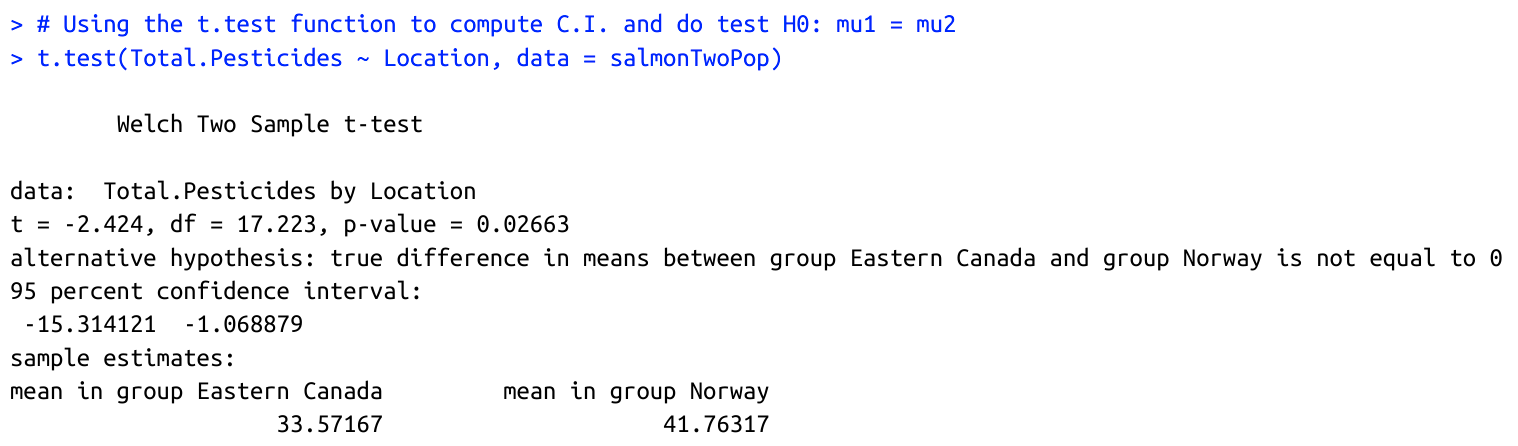 > # Using the t.test function to compute C.I. and do test H0: mu1 = mu2
> t.test(Total.Pesticides ~ Location, data = salmonTwoPop)
Welch Two Sample t-test
data:  Total.Pesticides by Location
t = -2.424, df = 17.223, p-value = 0.02663
alternative hypothesis: true difference in means between group Eastern Canada and group Norway is not equal to 0
95 percent confidence interval:
-15.314121  -1.068879
sample estimates:
mean in group Eastern Canada         mean in group Norway
33.57167                     41.76317